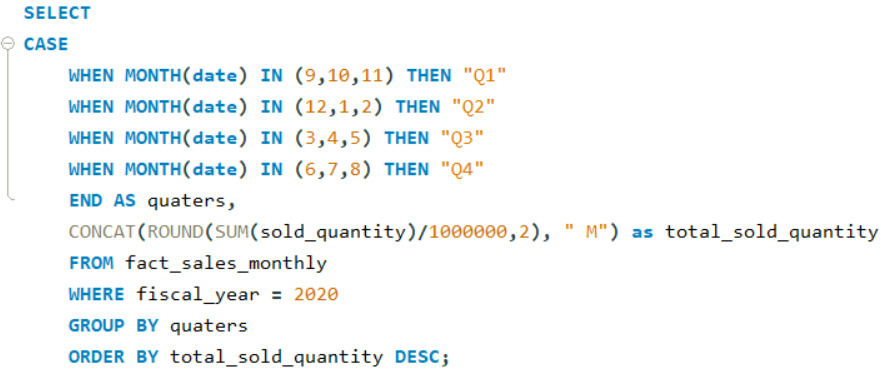 SELECT
CASE
WHEN MONTH(date) IN (9,10,11) THEN "Q1"
WHEN MONTH(date) IN (12,1,2) THEN "Q2"
WHEN MONTH(date) IN (3,4,5) THEN "Q3"
WHEN MONTH(date) IN (6,7,8) THEN "Q4"
END AS quaters,
CONCAT(ROUND(SUM(sold_quantity)/1000000,2), " M") as total_sold_quantity
FROM fact_sales_monthly
WHERE fiscal_year = 2020
GROUP BY quaters
ORDER BY total_sold_quantity DESC;